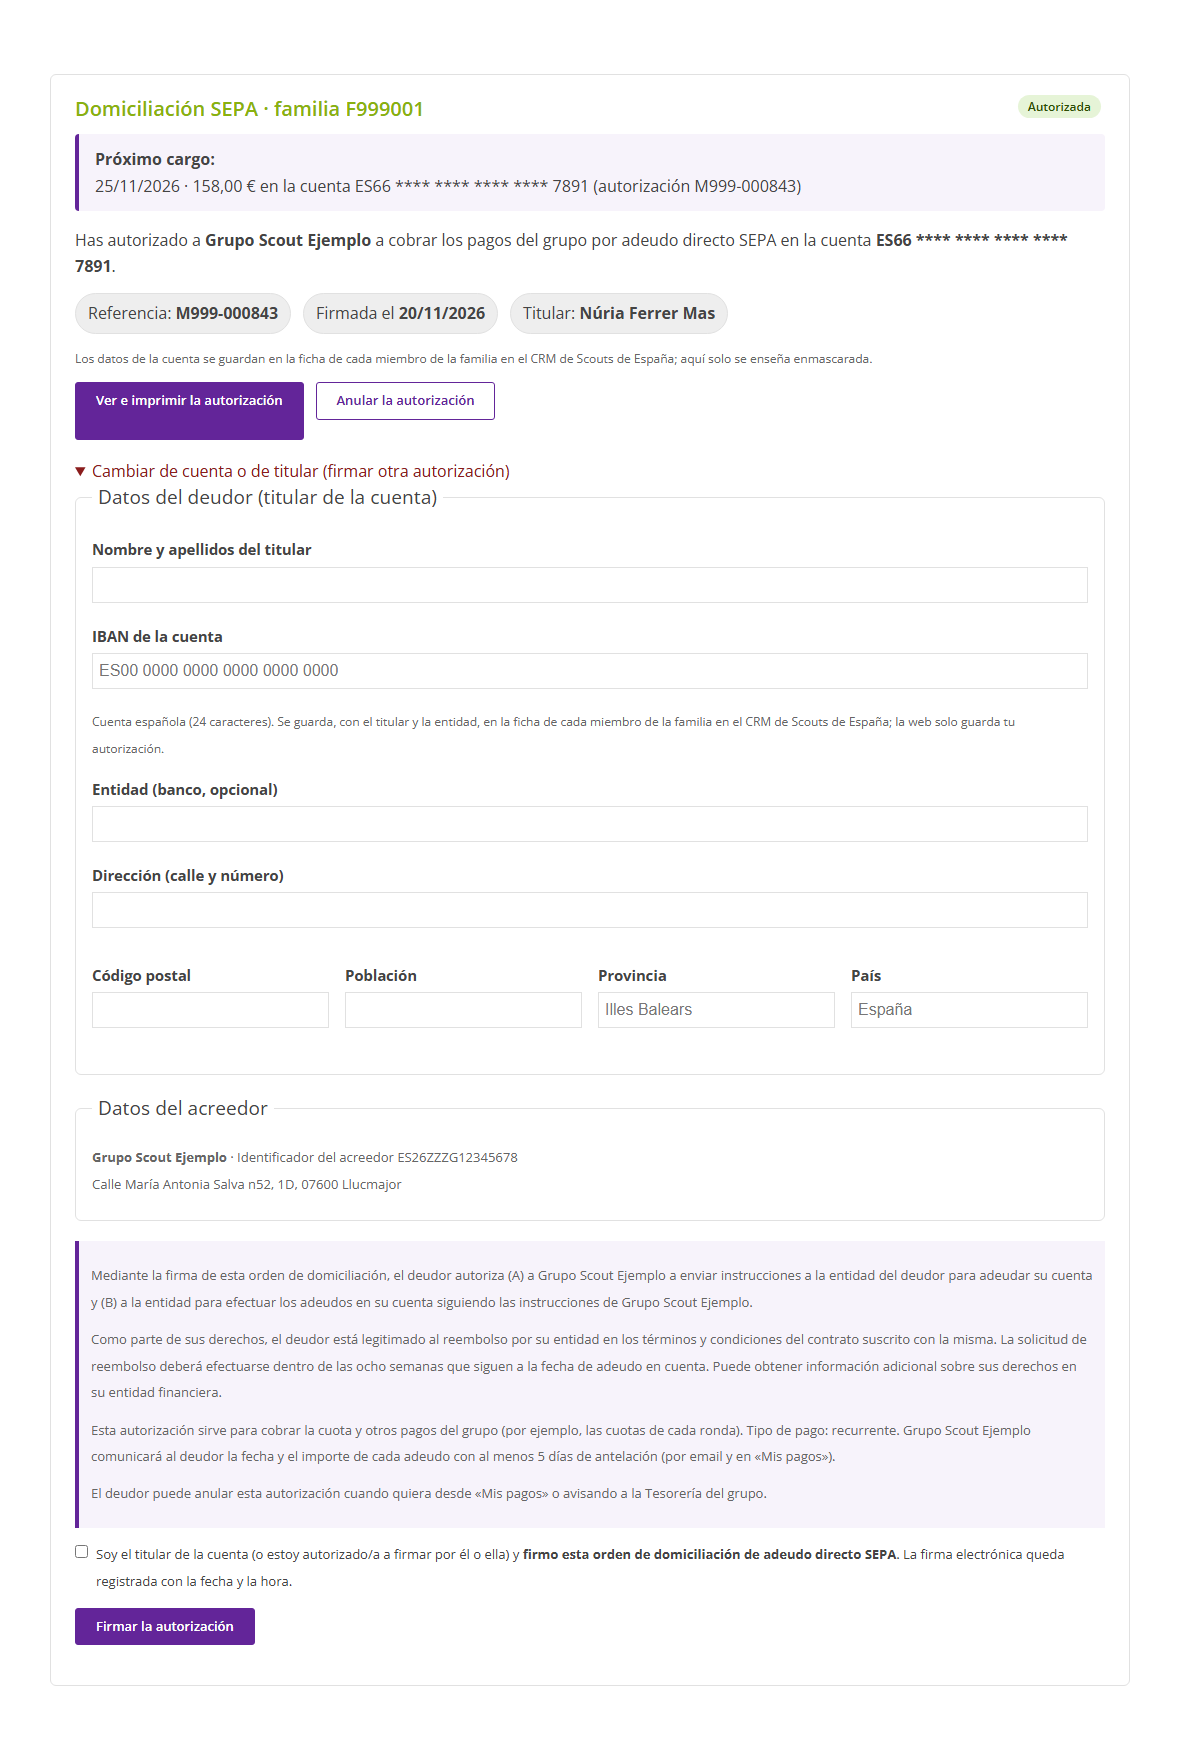 Domiciliación SEPA · familia F999001
Autorizada
Próximo cargo:
25/11/2026 · 158,00 € en la cuenta ES66 **** **** **** **** 7891 (autorización M999-000843)
Has autorizado a Grupo Scout Ejemplo a cobrar los pagos del grupo por adeudo directo SEPA en la cuenta ES66 **** **** **** ****
7891.
Referencia: M999-000843
Firmada el 20/11/2026
Titular: Núria Ferrer Mas
Los datos de la cuenta se guardan en la ficha de cada miembro de la familia en el CRM de Scouts de España; aquí solo se enseña enmascarada.
Ver e imprimir la autorización
Anular la autorización
▼ Cambiar de cuenta o de titular (firmar otra autorización)
Datos del deudor (titular de la cuenta)
Nombre y apellidos del titular
IBAN de la cuenta
ES00 0000 0000 0000 0000 0000
Cuenta española (24 caracteres). Se guarda, con el titular y la entidad, en la ficha de cada miembro de la familia en el CRM de Scouts de España; la web solo guarda tu
autorización.
Entidad (banco, opcional)
Dirección (calle y número)
Código postal
Población
Provincia
País
Illes Balears
España
Datos del acreedor
Grupo Scout Ejemplo · Identificador del acreedor ES26ZZZG12345678
Calle María Antonia Salva n52, 1D, 07600 Llucmajor
Mediante la firma de esta orden de domiciliación, el deudor autoriza (A) a Grupo Scout Ejemplo a enviar instrucciones a la entidad del deudor para adeudar su cuenta
y (B) a la entidad para efectuar los adeudos en su cuenta siguiendo las instrucciones de Grupo Scout Ejemplo.
Como parte de sus derechos, el deudor está legitimado al reembolso por su entidad en los términos y condiciones del contrato suscrito con la misma. La solicitud de
reembolso deberá efectuarse dentro de las ocho semanas que siguen a la fecha de adeudo en cuenta. Puede obtener información adicional sobre sus derechos en
su entidad financiera.
Esta autorización sirve para cobrar la cuota y otros pagos del grupo (por ejemplo, las cuotas de cada ronda). Tipo de pago: recurrente. Grupo Scout Ejemplo
comunicará al deudor la fecha y el importe de cada adeudo con al menos 5 días de antelación (por email y en «Mis pagos»).
El deudor puede anular esta autorización cuando quiera desde «Mis pagos» o avisando a la Tesorería del grupo.
Soy el titular de la cuenta (o estoy autorizado/a a firmar por él o ella) y firmo esta orden de domiciliación de adeudo directo SEPA. La firma electrónica queda
registrada con la fecha y la hora.
Firmar la autorización